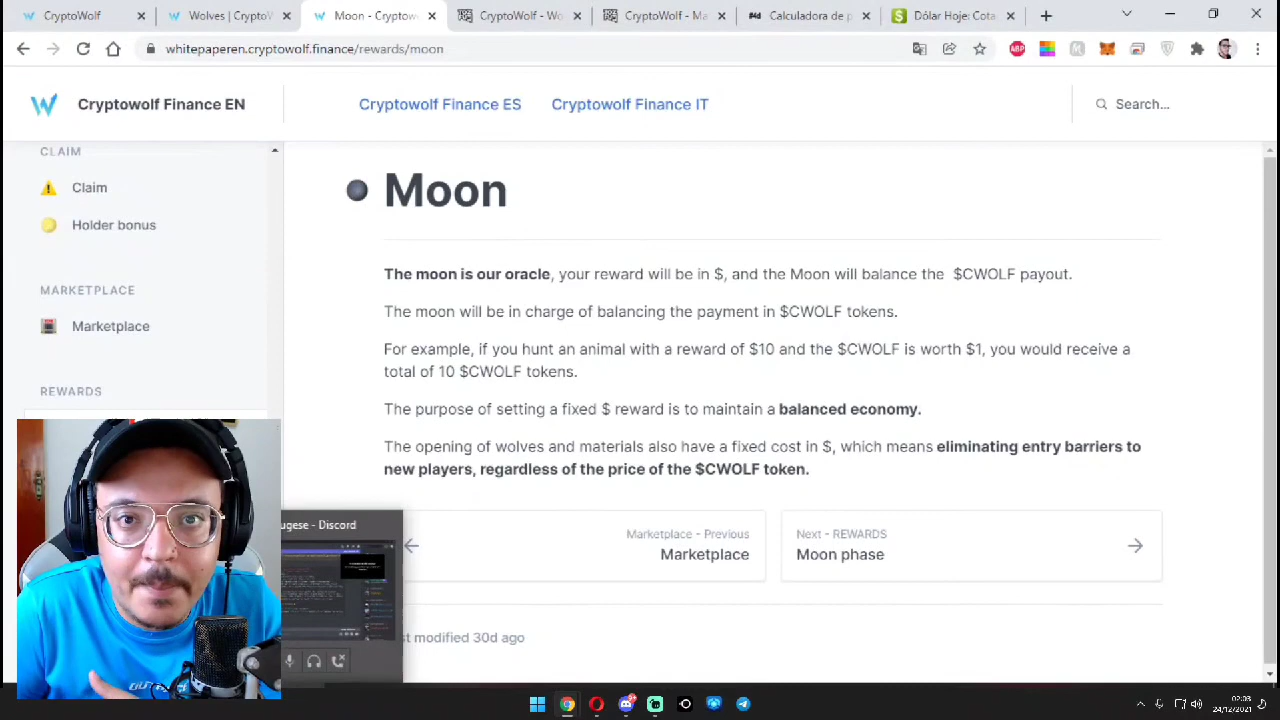 CryptoWolf
Wolves | CryptoW
Moon - Cryptowo
CryptoWolf - Wo
CryptoWolf - M
Calculadora de p
Dólar Hoje: Cota
whitepaperen.cryptowolf.finance/rewards/moon
ABP
Cryptowolf Finance EN
Cryptowolf Finance ES
Cryptowolf Finance IT
Search...
CLAIM
Claim
Holder bonus
MARKETPLACE
Marketplace
REWARDS
Moon
The moon is our oracle, your reward will be in $, and the Moon will balance the $CWOLF payout.
The moon will be in charge of balancing the payment in $CWOLF tokens.
For example, if you hunt an animal with a reward of $10 and the $CWOLF is worth $1, you would receive a
total of 10 $CWOLF tokens.
The purpose of setting a fixed $ reward is to maintain a balanced economy.
The opening of wolves and materials also have a fixed cost in $, which means eliminating entry barriers to
new players, regardless of the price of the $CWOLF token.
ugese - Discord
Marketplace - Previous
Marketplace
Next - REWARDS
Moon phase
st modified 30d ago
24/12/2021